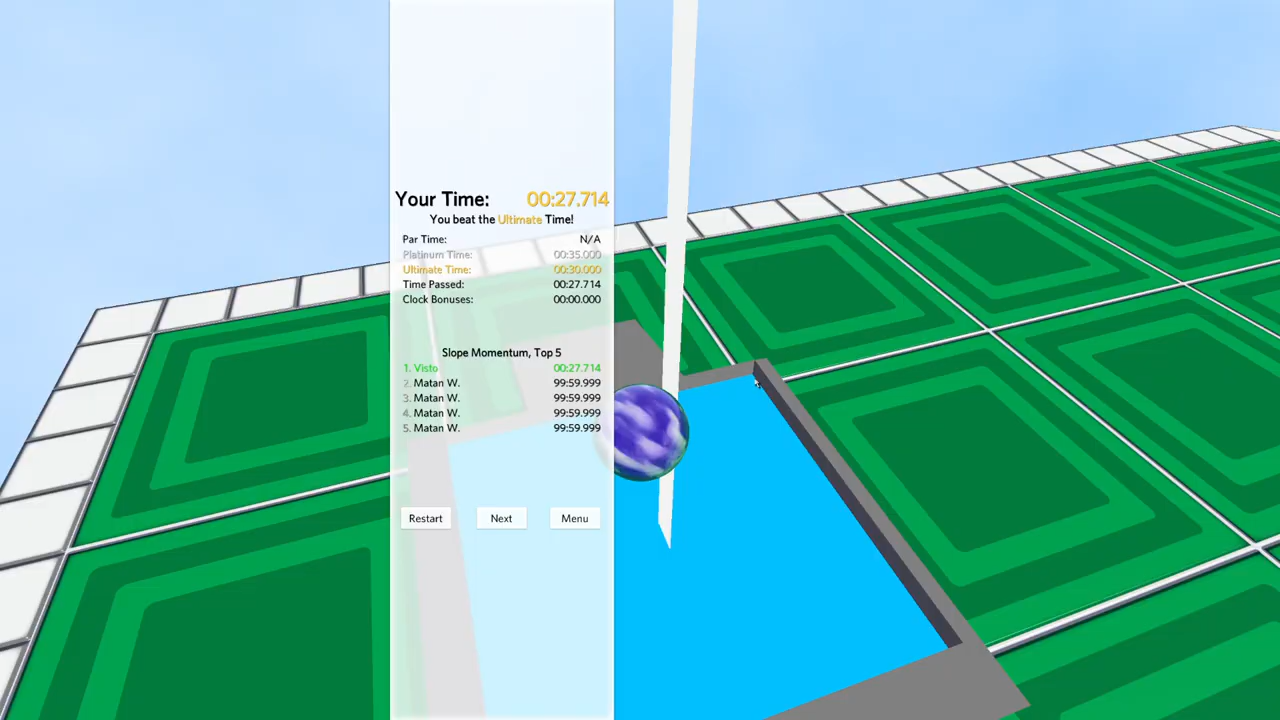 Your Time: 00:27.714
You beat the Ultimate Time!
Par Time: N/A
Platinum Time: 00:35.000
Ultimate Time: 00:30.000
Time Passed: 00:27.714
Clock Bonuses: 00:00.000
Slope Momentum, Top 5
1. Visto 00:27.714
2. Matan W. 99:59.999
3. Matan W. 99:59.999
4. Matan W. 99:59.999
5. Matan W. 99:59.999
Restart Next Menu